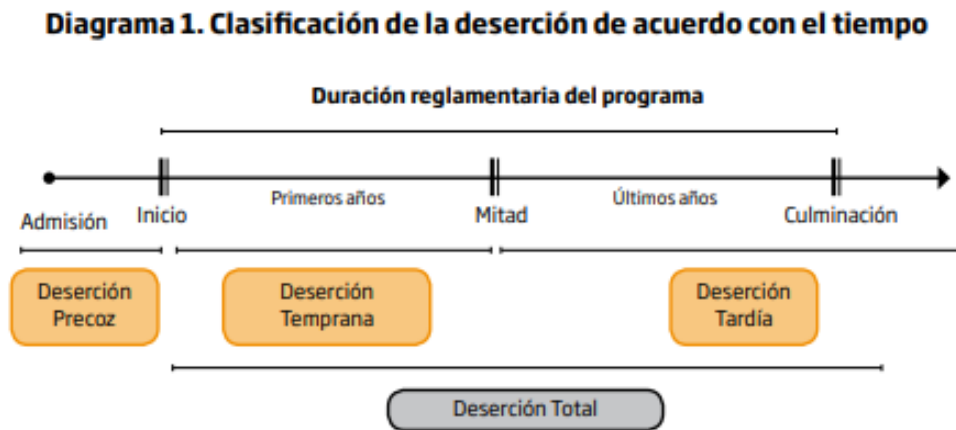 Diagrama 1. Clasificación de la deserción de acuerdo con el tiempo
Duración reglamentaria del programa
Primeros años
Últimos años
Admisión
Inicio
Mitad
Culminación
Deserción
Precoz
Deserción
Temprana
Deserción
Tardía
Deserción Total